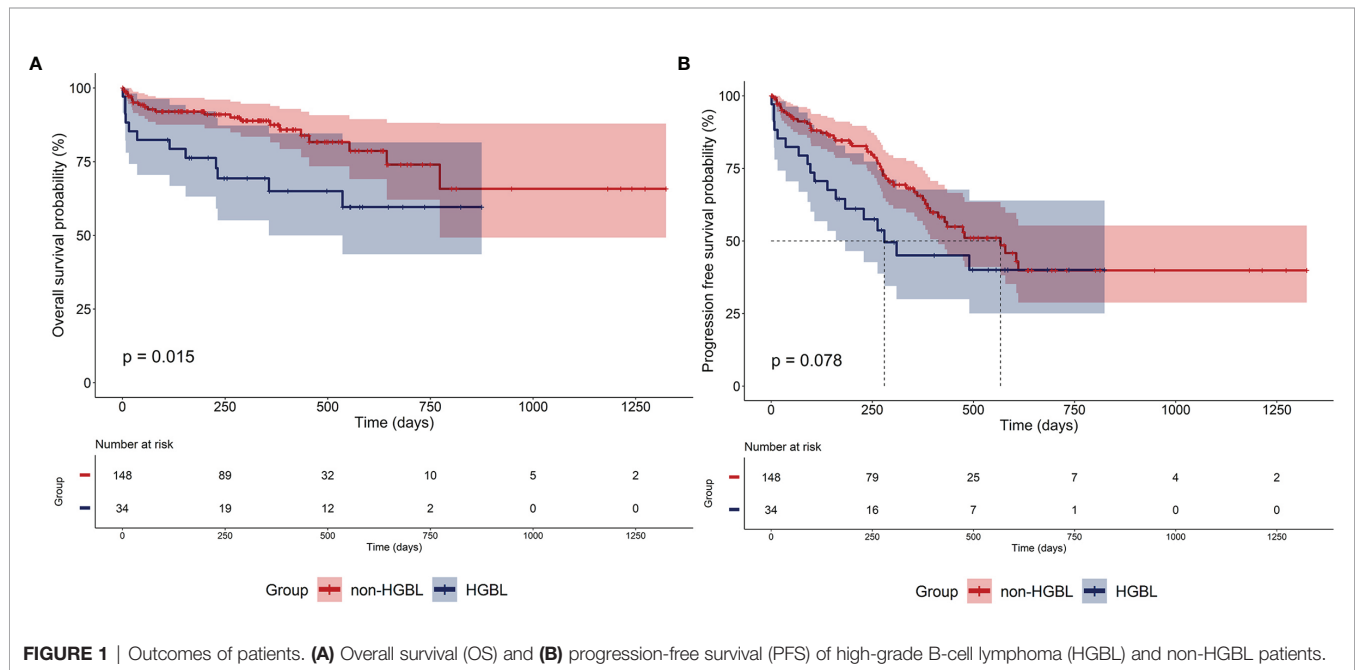 A
Overall survival probability (%)
100
75
50
25
0
p = 0.015
0 250 500 750 1000 1250
Time (days)
Number at risk
Group
148 89 32 10 5 2
34 19 12 2 0 0
0 250 500 750 1000 1250
Time (days)
Group non-HGBL HGBL
B
Progression free survival probability (%)
100
75
50
25
0
p = 0.078
0 250 500 750 1000 1250
Time (days)
Number at risk
Group
148 79 25 7 4 2
34 16 7 1 0 0
0 250 500 750 1000 1250
Time (days)
Group non-HGBL HGBL
FIGURE 1 | Outcomes of patients. (A) Overall survival (OS) and (B) progression-free survival (PFS) of high-grade B-cell lymphoma (HGBL) and non-HGBL patients.